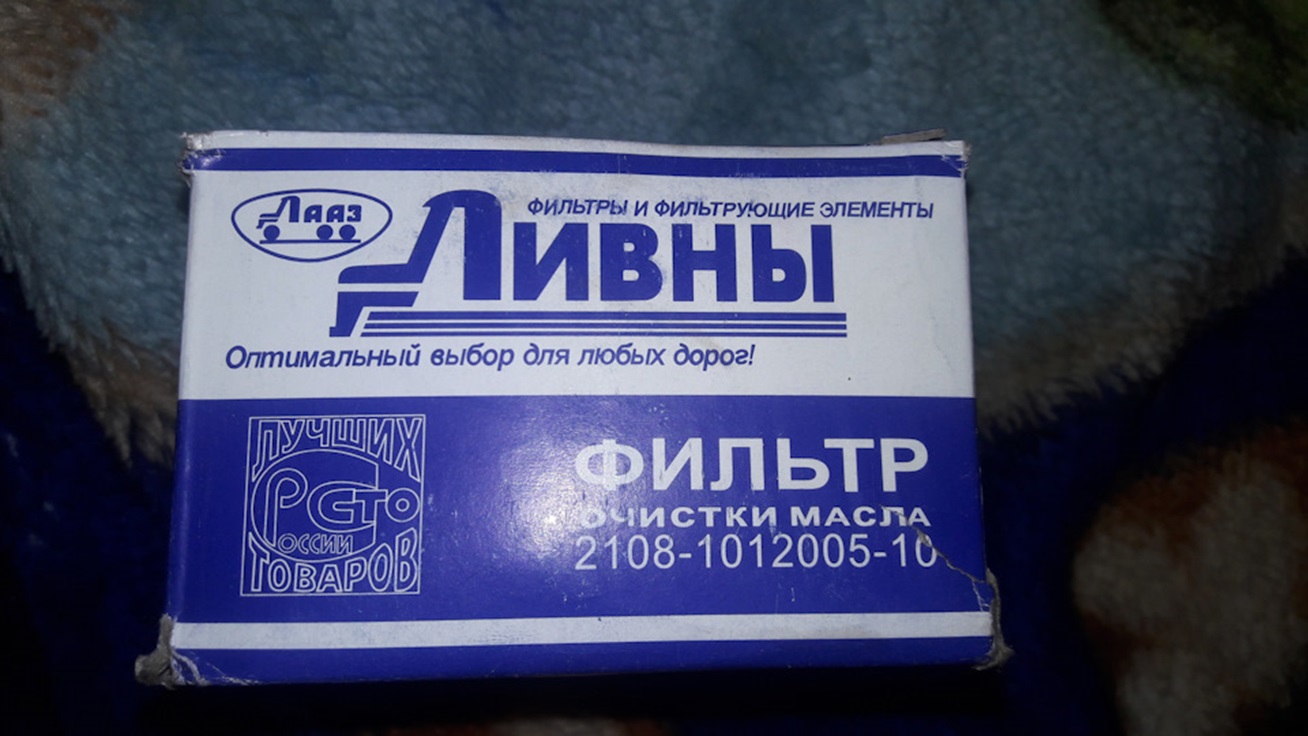 ЛААЗ
ФИЛЬТРЫ И ФИЛЬТРУЮЩИЕ ЭЛЕМЕНТЫ
ЛИВНЫ
Оптимальный выбор для любых дорог!
ЛУЧШИХ
СТО
РОССИИ
ТОВАРОВ
ФИЛЬТР
ОЧИСТКИ МАСЛА
2108-1012005-10